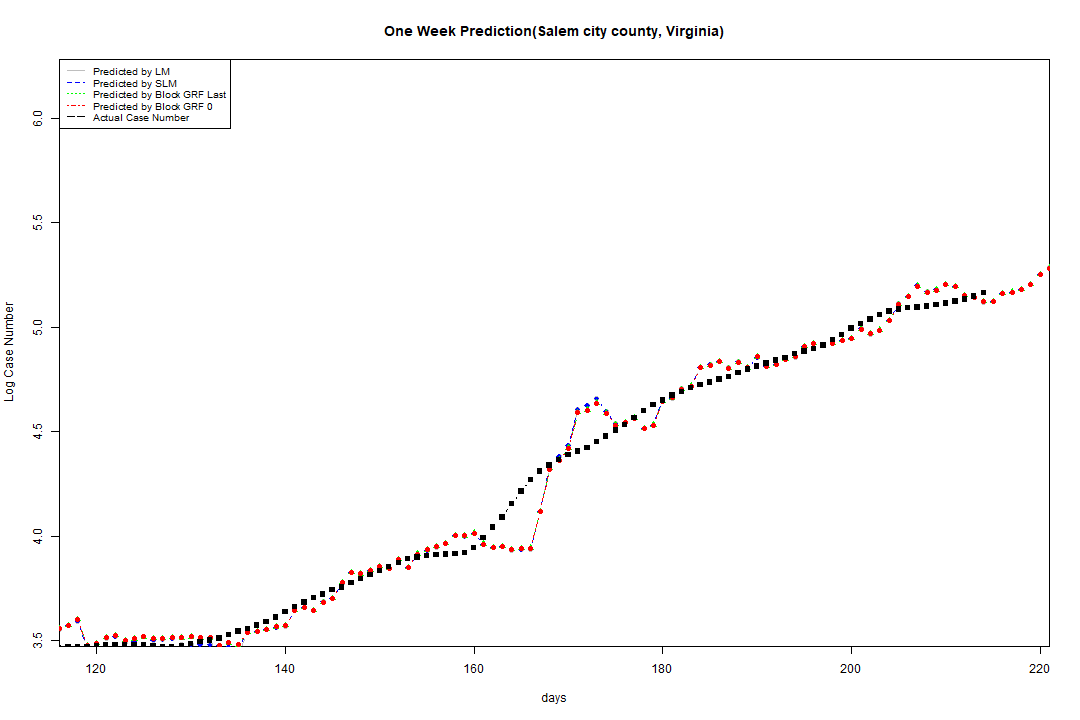 One Week Prediction(Salem city county, Virginia)
Predicted by LM
Predicted by SLM
Predicted by Block GRF Last
Predicted by Block GRF 0
Actual Case Number
6.0
5.5
5.0
4.5
4.0
3.5
Log Case Number
120 140 160 180 200 220
days